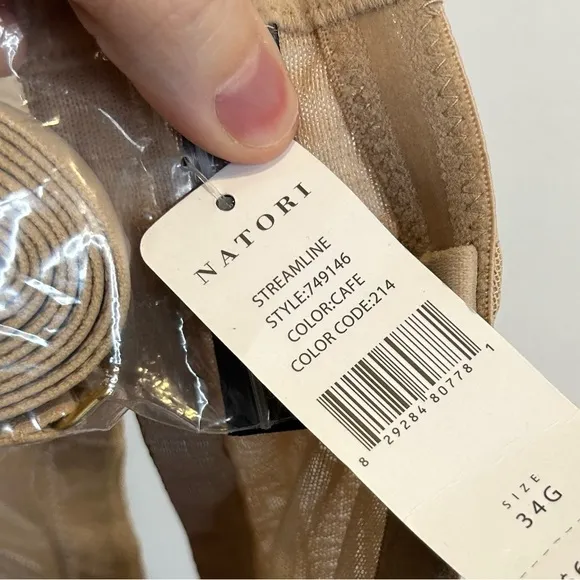 NATORI
STREAMLINE
STYLE:749146
COLOR:CAFE
COLOR CODE:214
8 29284 80778 1
SIZE
34G